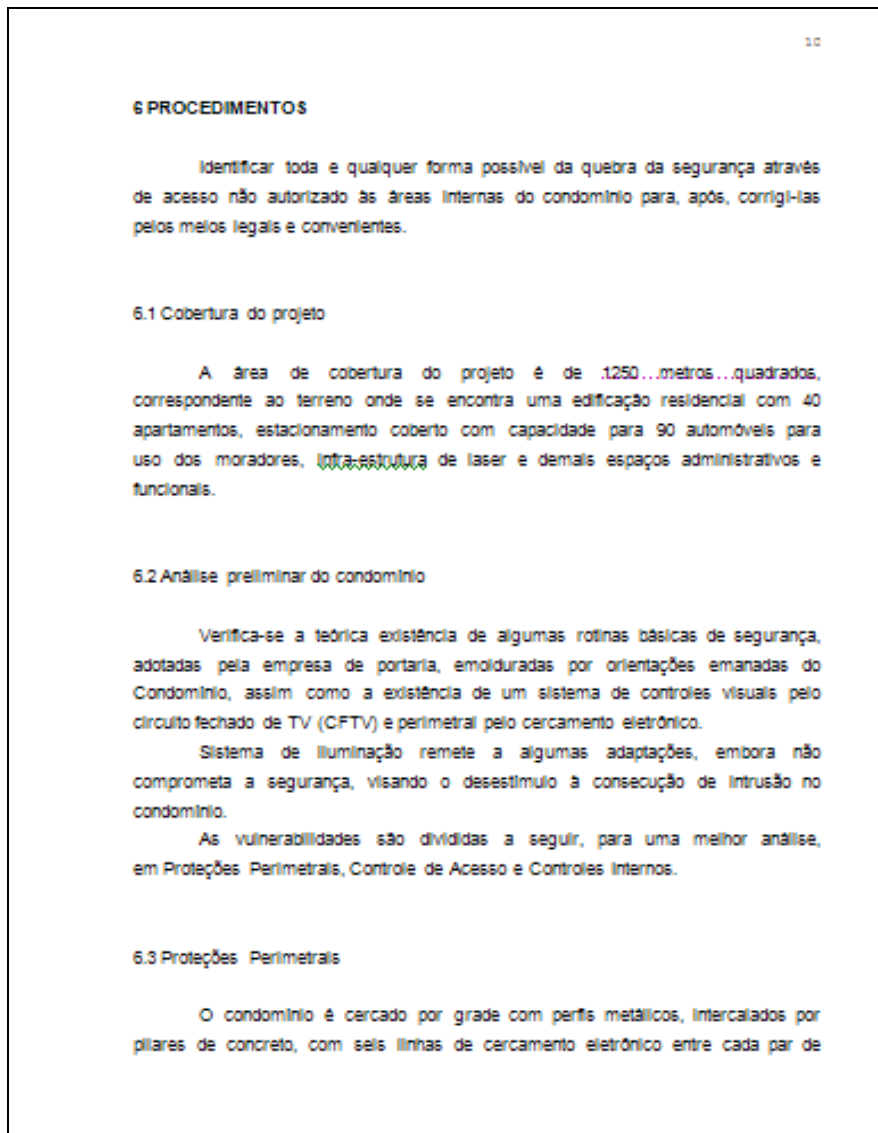 10
6 PROCEDIMENTOS
Identificar toda e qualquer forma possível da quebra da segurança através
de acesso não autorizado às áreas internas do condomínio para, após, corrigi-las
pelos meios legais e convenientes.
6.1 Cobertura do projeto
A área de cobertura do projeto é de 1250 metros quadrados,
correspondente ao terreno onde se encontra uma edificação residencial com 40
apartamentos, estacionamento coberto com capacidade para 90 automóveis para
uso dos moradores, infra-estrutura de laser e demais espaços administrativos e
funcionais.
6.2 Análise preliminar do condomínio
Verifica-se a teórica existência de algumas rotinas básicas de segurança,
adotadas pela empresa de portaria, emolduradas por orientações emanadas do
Condomínio, assim como a existência de um sistema de controles visuais pelo
circuito fechado de TV (CFTV) e perimetral pelo cercamento eletrônico.
Sistema de iluminação remete a algumas adaptações, embora não
comprometa a segurança, visando o desestimulo à consecução de intrusão no
condomínio.
As vulnerabilidades são divididas a seguir, para uma melhor análise,
em Proteções Perimetrais, Controle de Acesso e Controles Internos.
6.3 Proteções Perimetrais
O condomínio é cercado por grade com perfis metálicos, intercalados por
pilares de concreto, com seis linhas de cercamento eletrônico entre cada par de